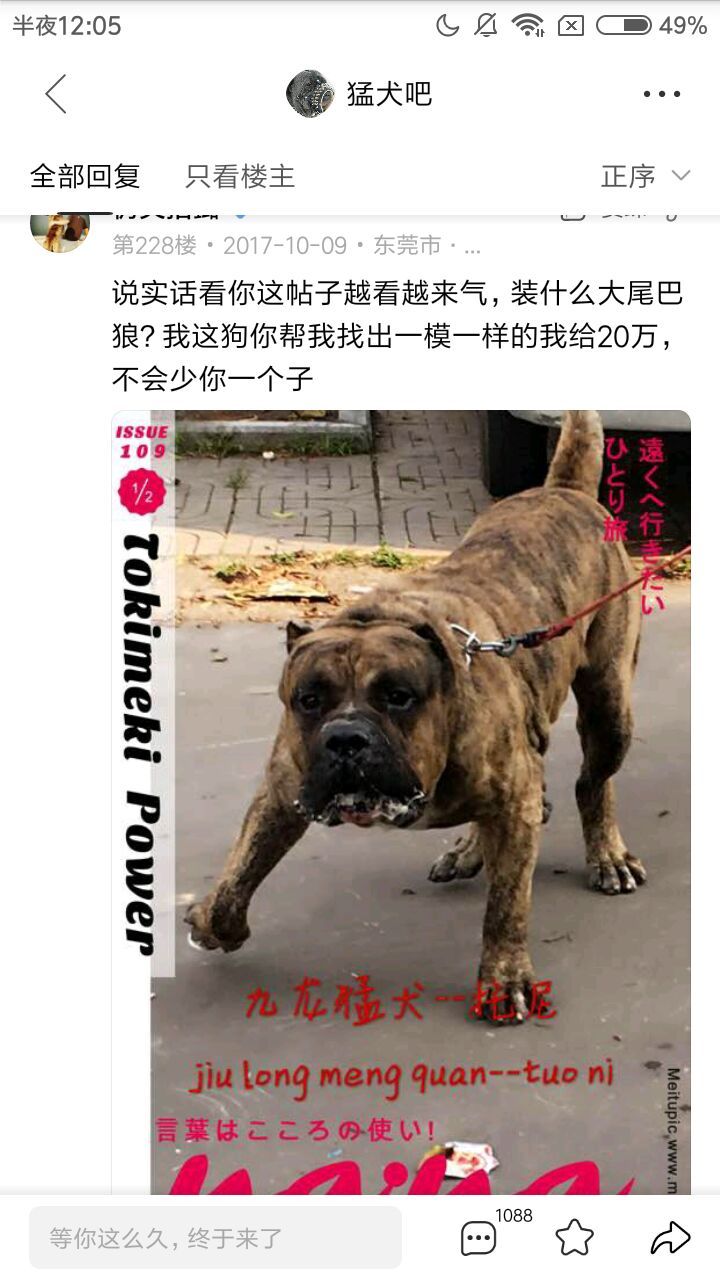 半夜12:05
49%
猛犬吧
全部回复
只看楼主
正序
第228楼 • 2017-10-09 • 东莞市 · ...
说实话看你这帖子越看越来气，装什么大尾巴
狼？我这狗你帮我找出一模一样的我给20万，
不会少你一个子
ISSUE
109
1/2
Tokimeki Power
遠くへ行きたい
ひとり旅
九龙猛犬--托尼
jiu long meng quan--tuo ni
言葉はこころの使い!
Meitupic,www.m
等你这么久，终于来了
1088